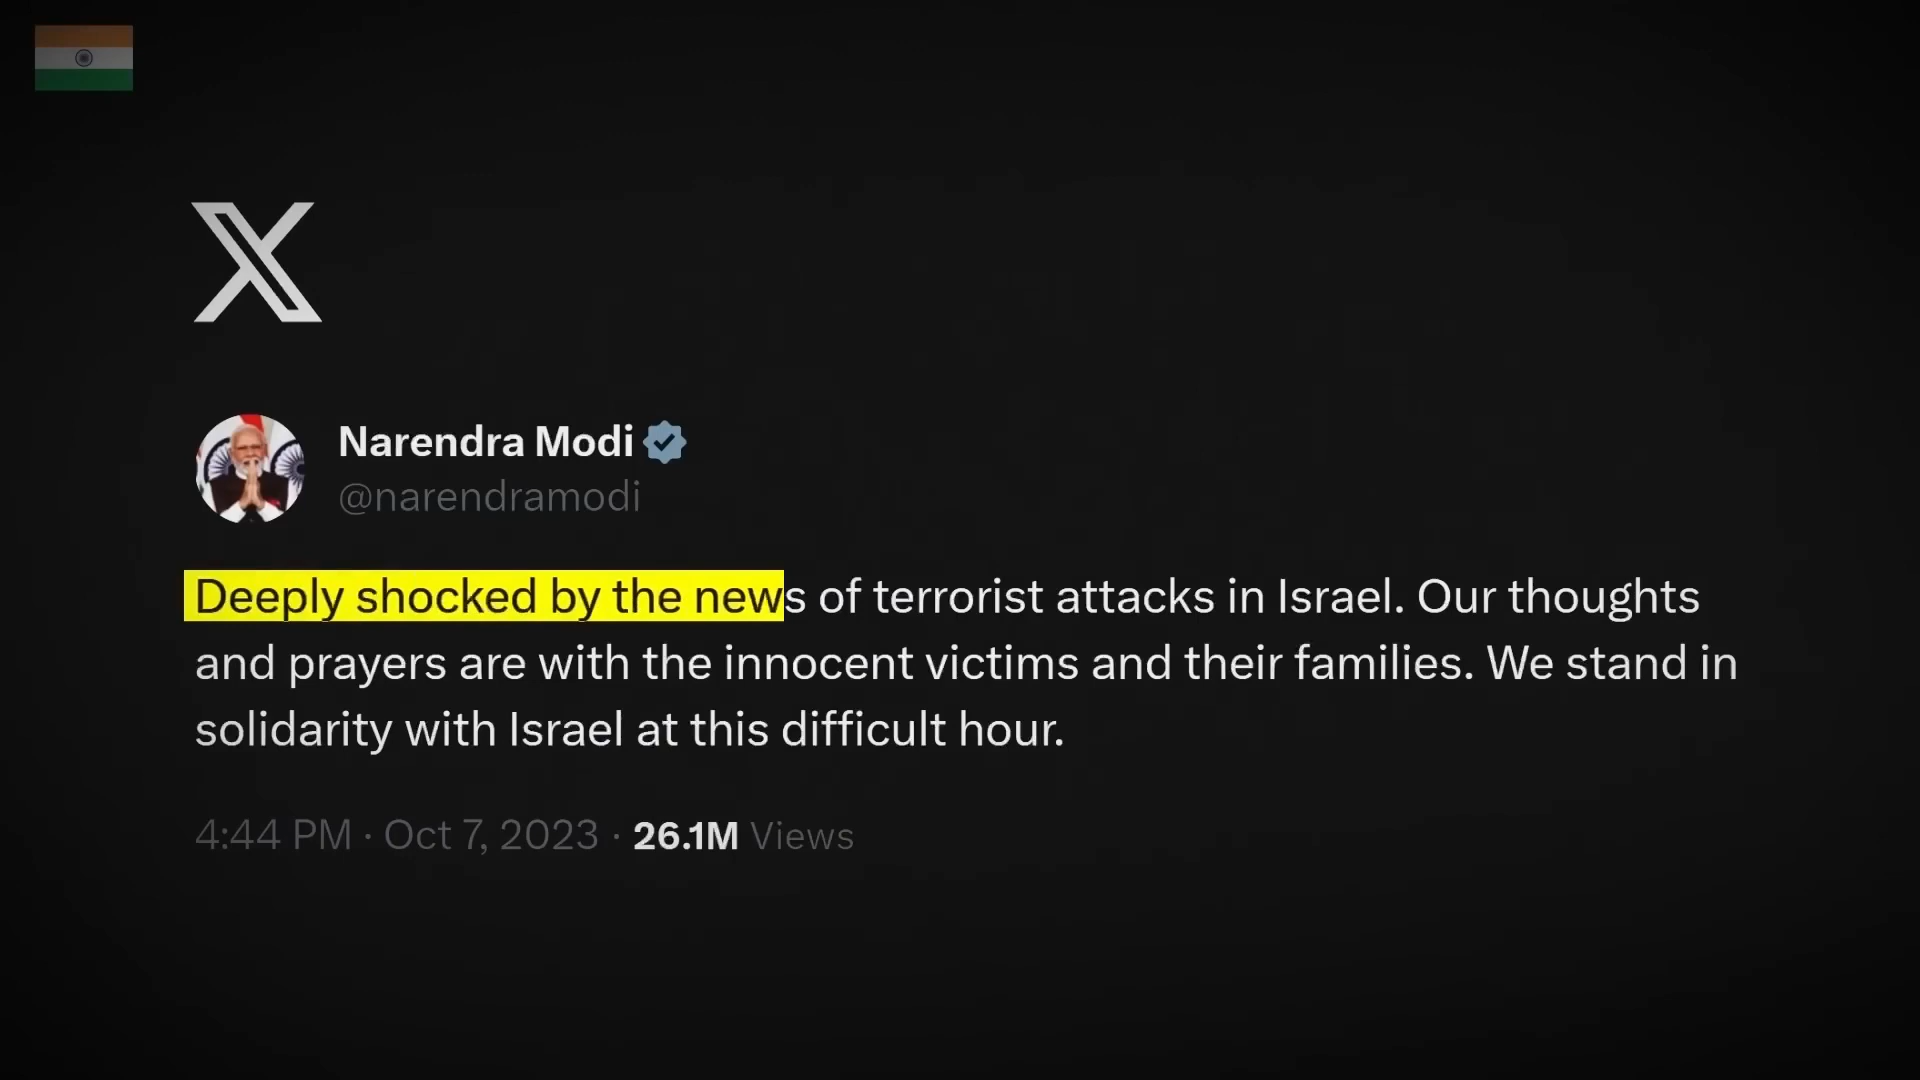 X
Narendra Modi
@narendramodi
Deeply shocked by the news of terrorist attacks in Israel. Our thoughts
and prayers are with the innocent victims and their families. We stand in
solidarity with Israel at this difficult hour.
4:44 PM · Oct 7, 2023 · 26.1M Views